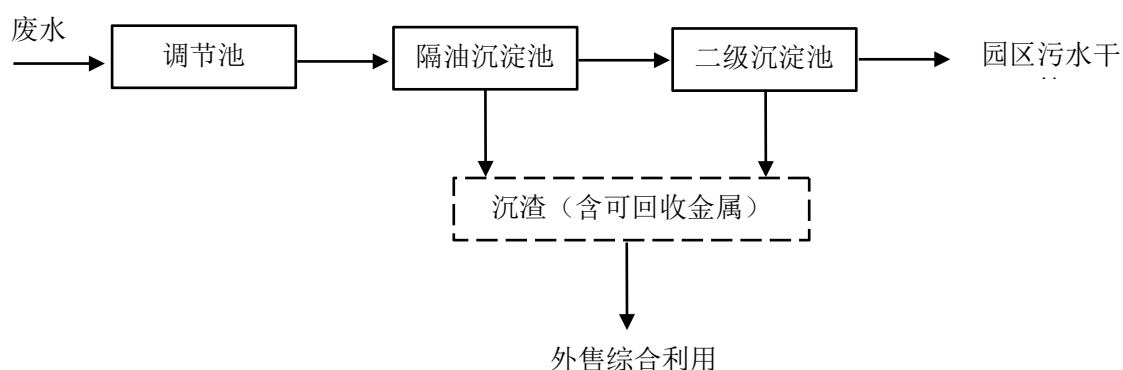 废水
调节池
隔油沉淀池
二级沉淀池
园区污水干
沉渣（含可回收金属）
外售综合利用